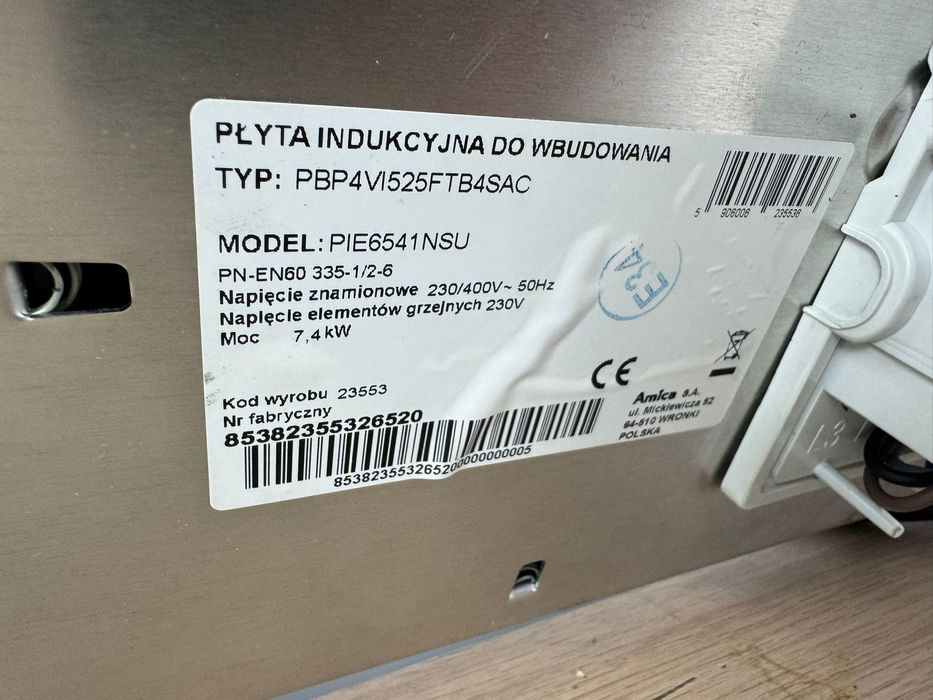 PŁYTA INDUKCYJNA DO WBUDOWANIA
TYP: PBP4VI525FTB4SAC
5 906006 235536
MODEL: PIE6541NSU
PN-EN60 335-1/2-6
Napięcie znamionowe 230/400V~ 50Hz
Napięcie elementów grzejnych 230V
Moc 7,4 kW
E34
CE
Kod wyrobu 23553
Nr fabryczny
85382355326520
8538235532652000000000005
Amica S.A.
ul. Mickiewicza 52
64-510 WRONKI
POLSKA